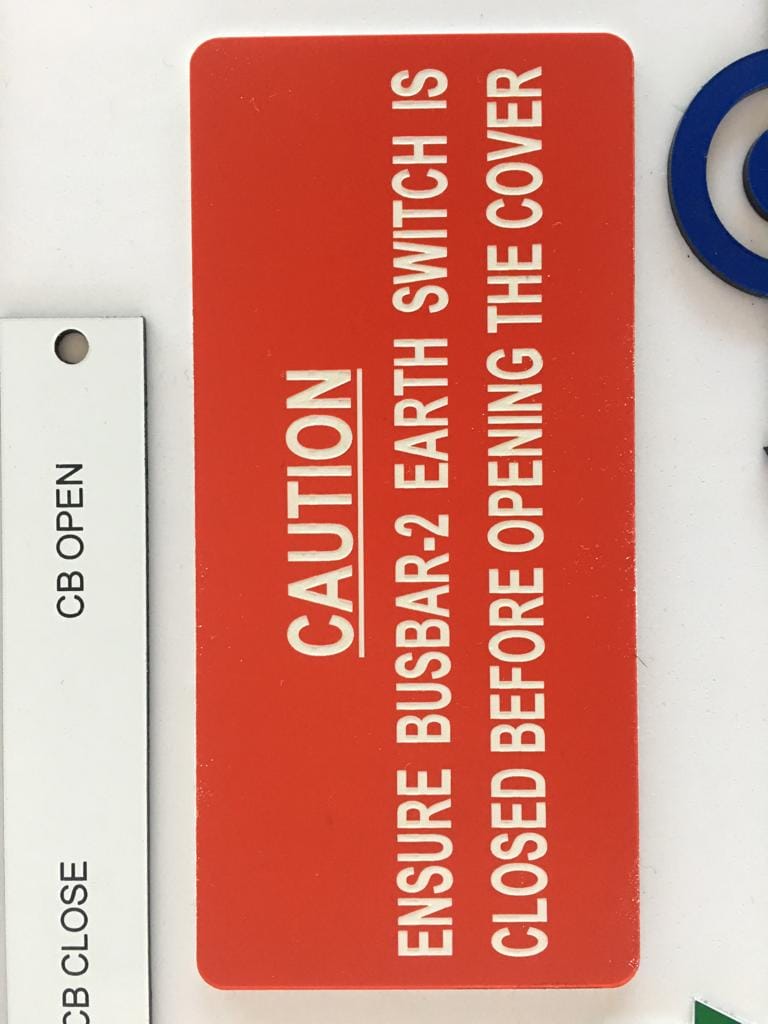 CAUTION
ENSURE BUSBAR-2 EARTH SWITCH IS
CLOSED BEFORE OPENING THE COVER
CB CLOSE CB OPEN